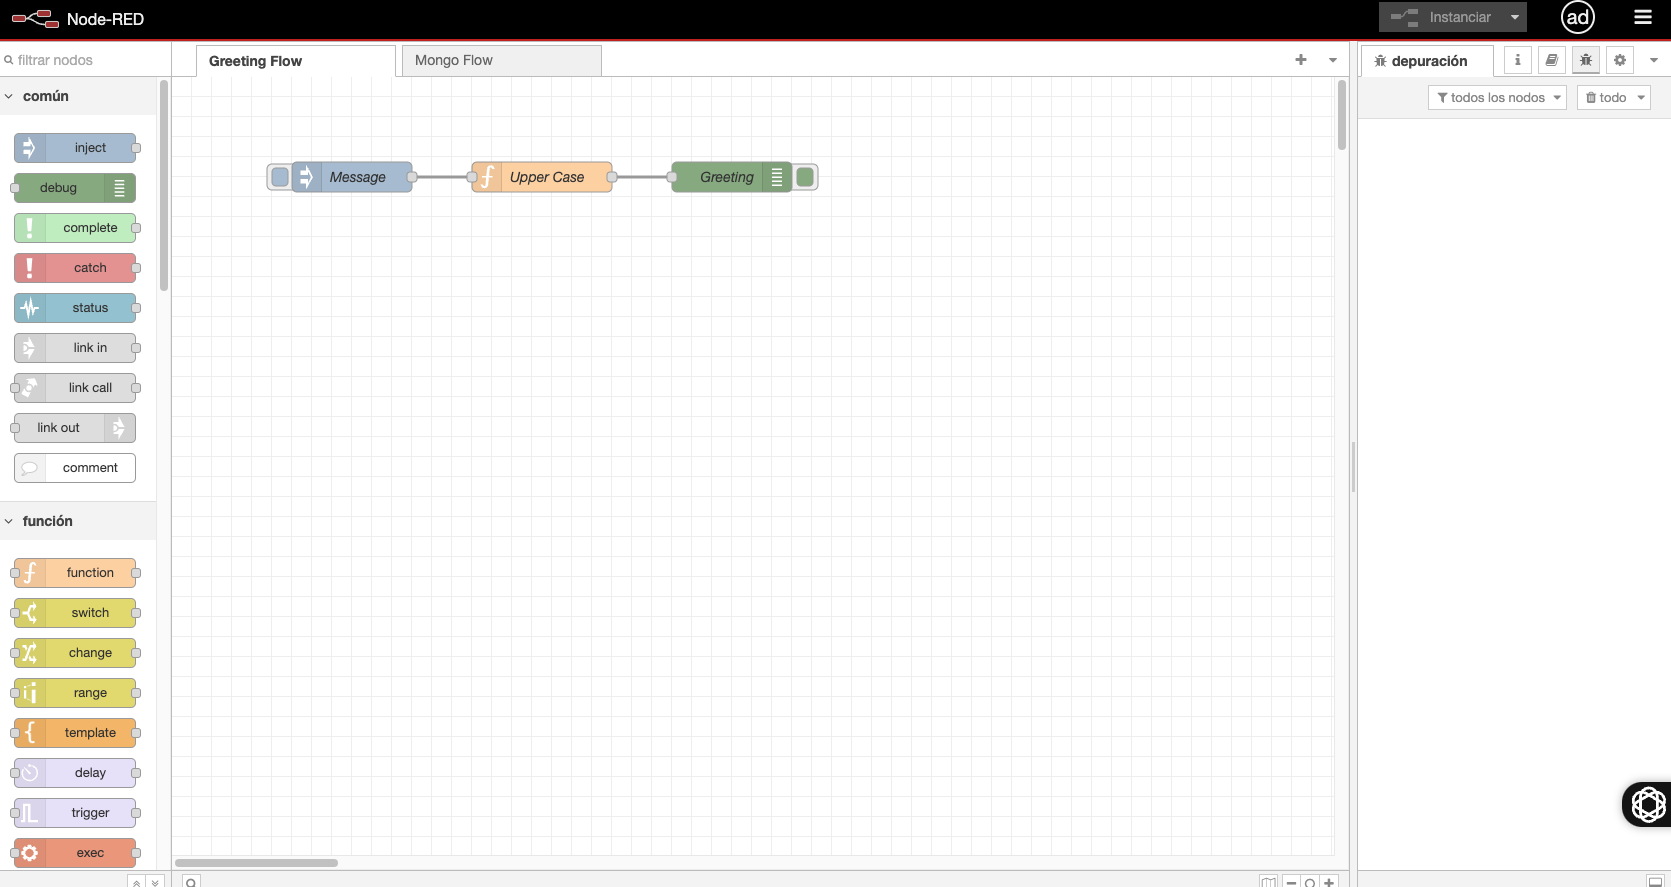 Node-RED
Instanciar
ad
filtrar nodos
Greeting Flow
Mongo Flow
depuración
todos los nodos
todo
común
inject
debug
complete
catch
status
link in
link call
link out
comment
función
function
switch
change
range
template
delay
trigger
exec
Message
Upper Case
Greeting